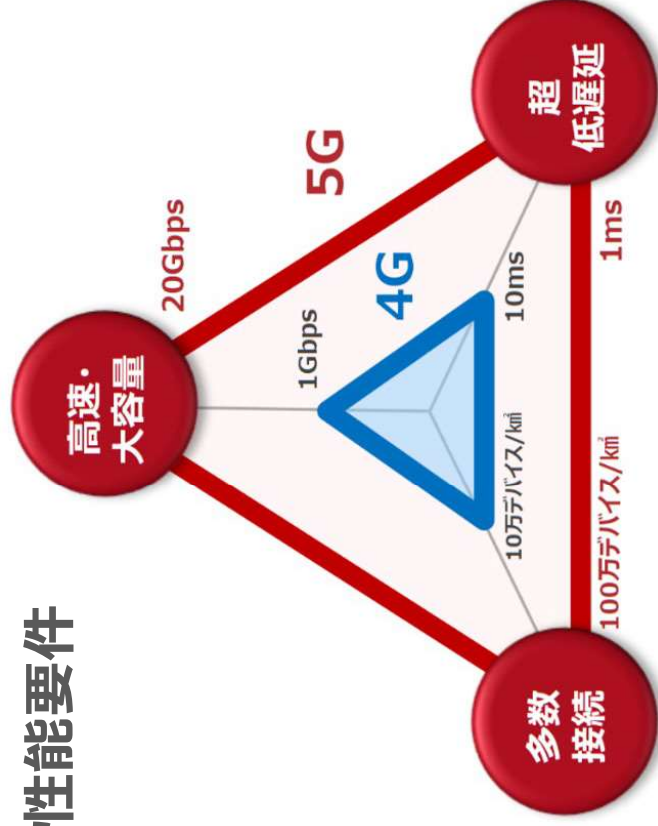 性能要件
高速・
大容量
20Gbps
5G
1Gbps
4G
10万デバイス/k㎡
10ms
多数
接続
100万デバイス/k㎡
1ms
超
低遅延